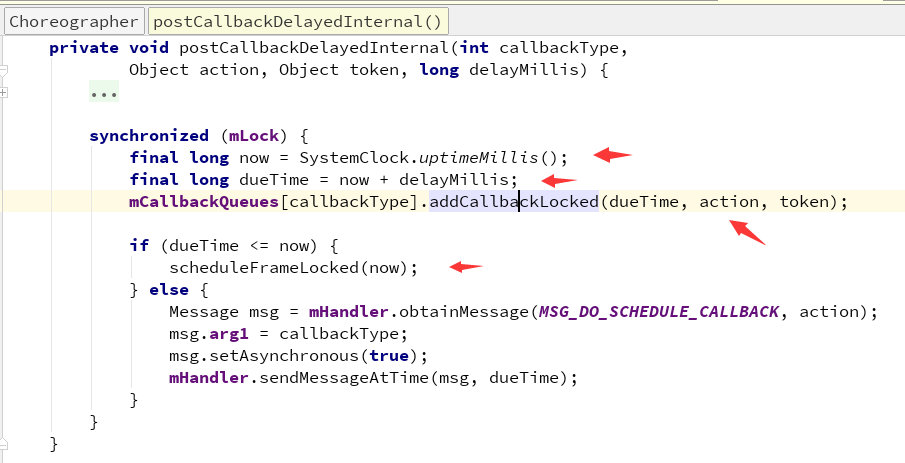 Choreographer postCallbackDelayedInternal()
private void postCallbackDelayedInternal(int callbackType,
Object action, Object token, long delayMillis) {
...
synchronized (mLock) {
final long now = SystemClock.uptimeMillis();
final long dueTime = now + delayMillis;
mCallbackQueues[callbackType].addCallbackLocked(dueTime, action, token);
if (dueTime <= now) {
scheduleFrameLocked(now);
} else {
Message msg = mHandler.obtainMessage(MSG_DO_SCHEDULE_CALLBACK, action);
msg.arg1 = callbackType;
msg.setAsynchronous(true);
mHandler.sendMessageAtTime(msg, dueTime);
}
}
}